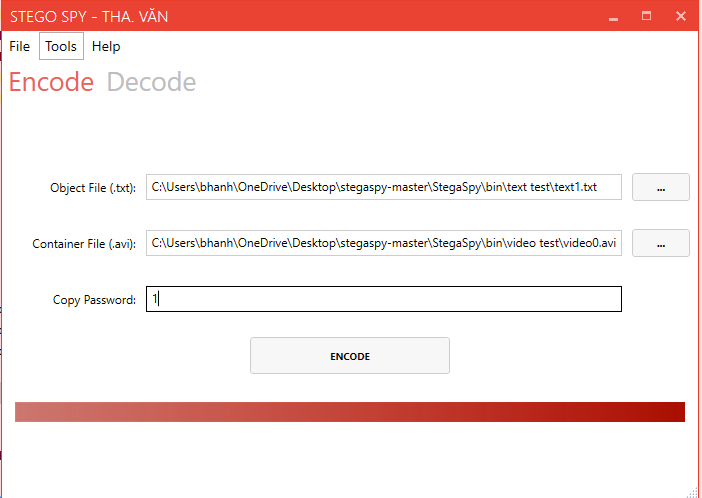 STEGO SPY - THA. VĂN
File Tools Help
Encode Decode
Object File (.txt): C:\Users\bhanh\OneDrive\Desktop\stegaspy-master\StegaSpy\bin\text test\text1.txt ...
Container File (.avi): C:\Users\bhanh\OneDrive\Desktop\stegaspy-master\StegaSpy\bin\video test\video0.avi ...
Copy Password: 1
ENCODE